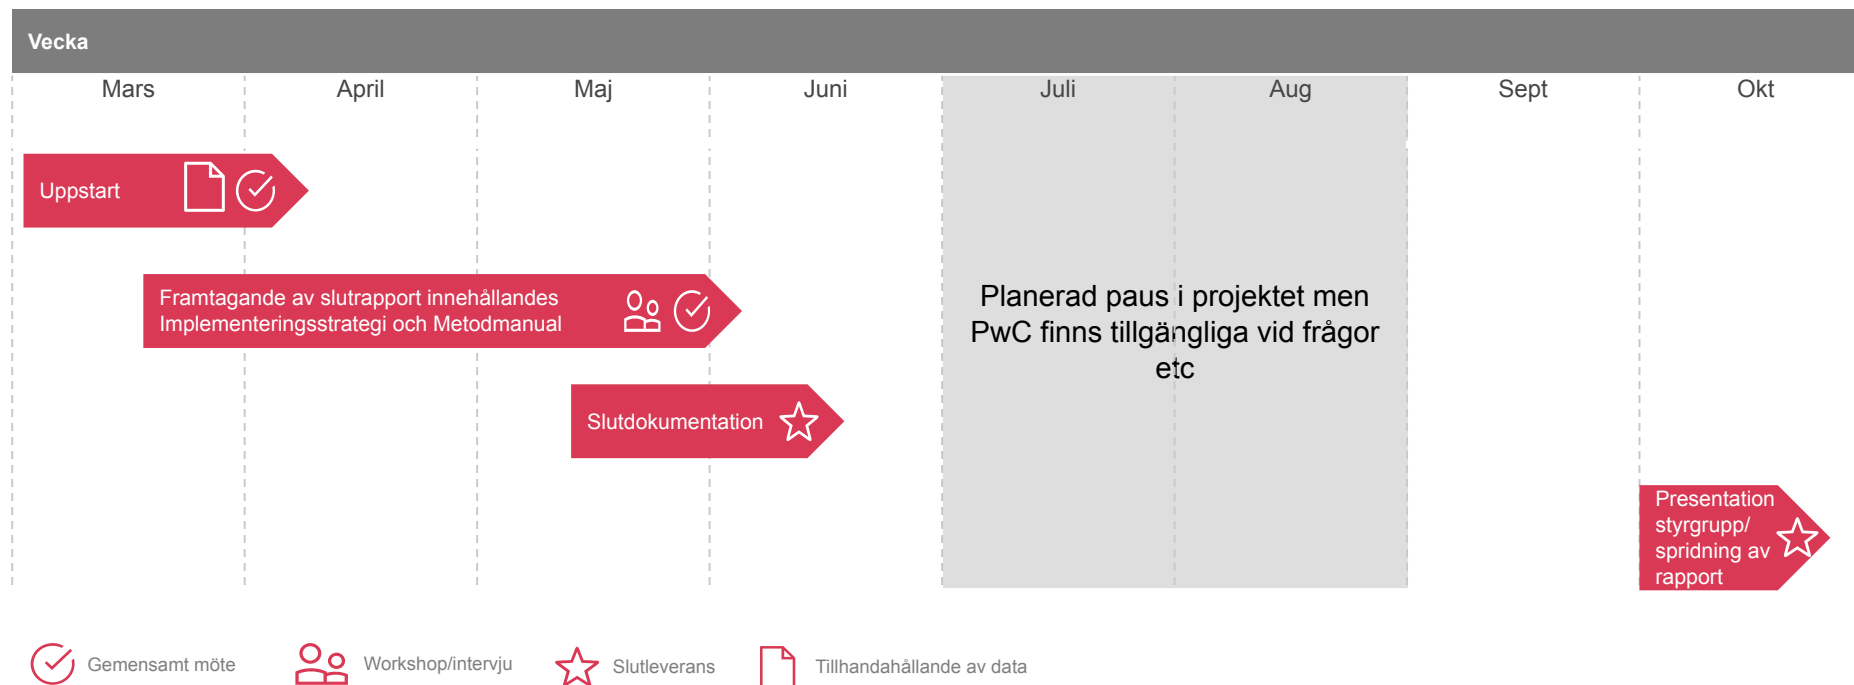 Vecka
Mars April Maj Juni Juli Aug Sept Okt
Uppstart
Framtagande av slutrapport innehållandes
Implementeringsstrategi och Metodmanual
Planerad paus i projektet men
PwC finns tillgängliga vid frågor
etc
Slutdokumentation
Presentation
styrgrupp/
spridning av
rapport
Gemensamt möte Workshop/intervju Slutleverans Tillhandahållande av data